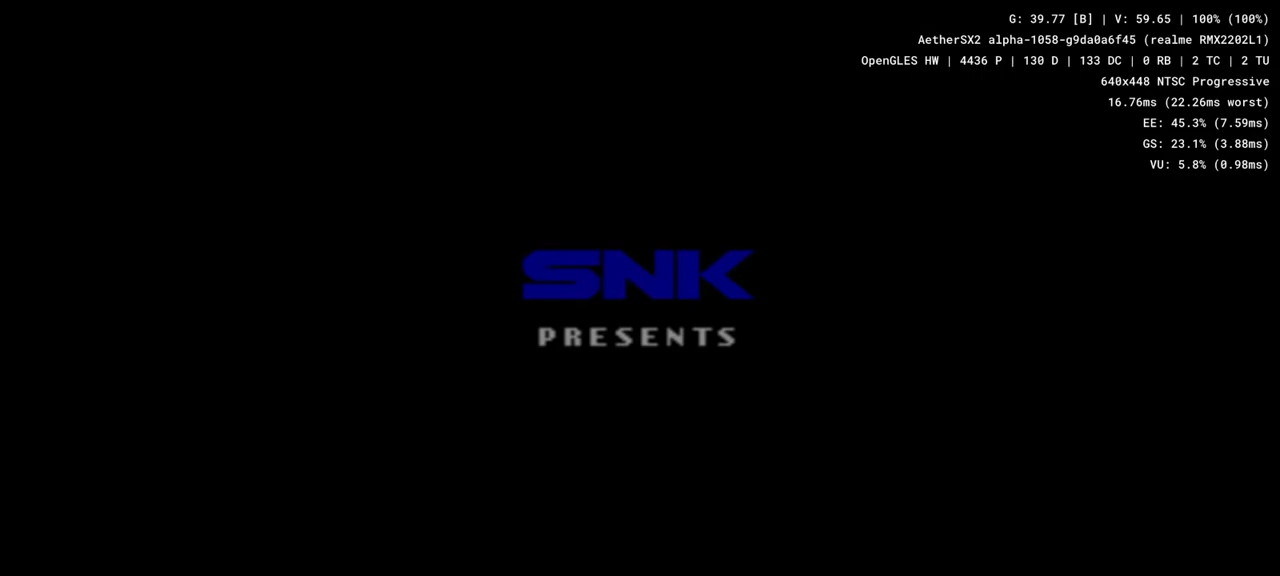 G: 39.77 [B] | V: 59.65 | 100% (100%)
AetherSX2 alpha-1058-g9da0a6f45 (realme RMX2202L1)
OpenGLES HW | 4436 P | 130 D | 133 DC | 0 RB | 2 TC | 2 TU
640x448 NTSC Progressive
16.76ms (22.26ms worst)
EE: 45.3% (7.59ms)
GS: 23.1% (3.88ms)
VU: 5.8% (0.98ms)
SNK
PRESENTS